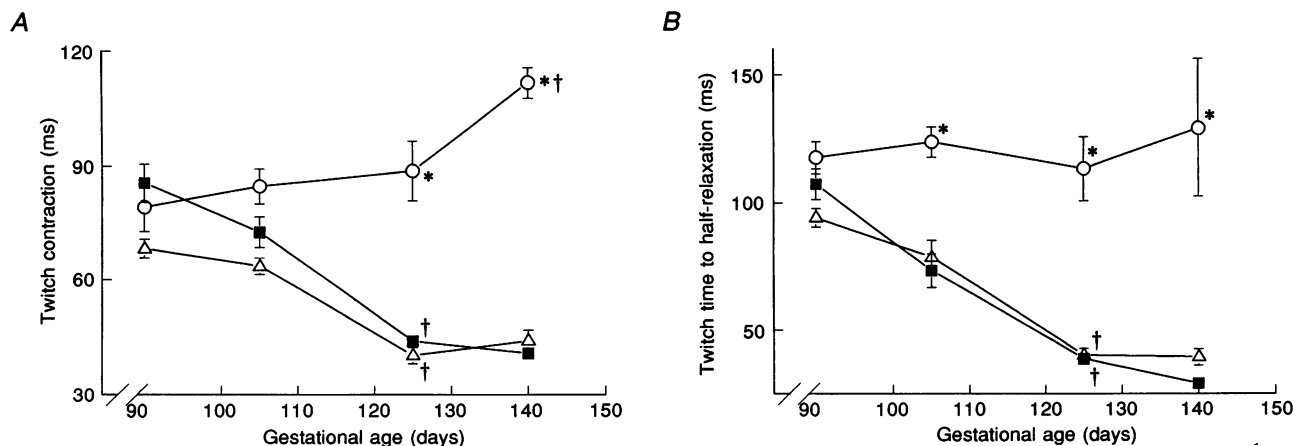 A
B
Twitch contraction (ms)
120
90
60
30
*†
*
†
†
90 100 110 120 130 140 150
Gestational age (days)
Twitch time to half-relaxation (ms)
150
100
50
*
*
*
†
†
90 100 110 120 130 140 150
Gestational age (days)